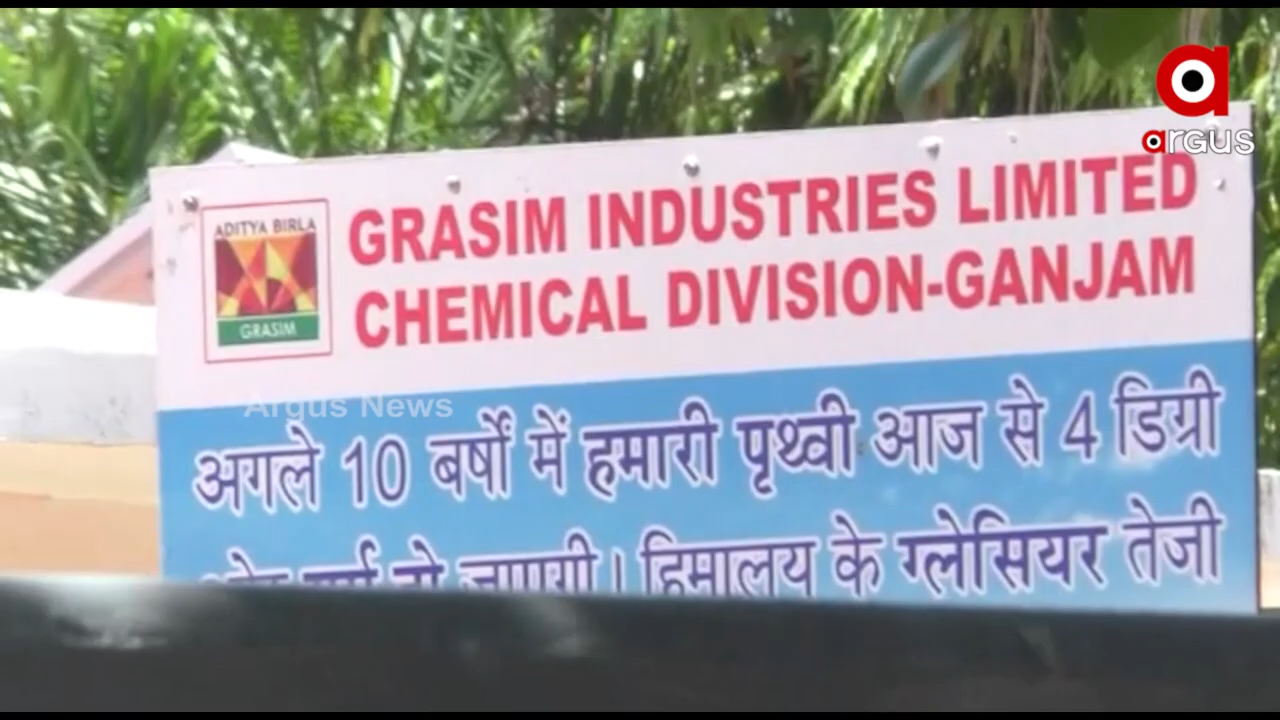 argus
ADITYA BIRLA
GRASIM
GRASIM INDUSTRIES LIMITED
CHEMICAL DIVISION-GANJAM
Argus News
अगले 10 बर्षों में हमारी पृथ्वी आज से 4 डिग्री
हो जाएगी। हिमालय के ग्लेसियर तेजी